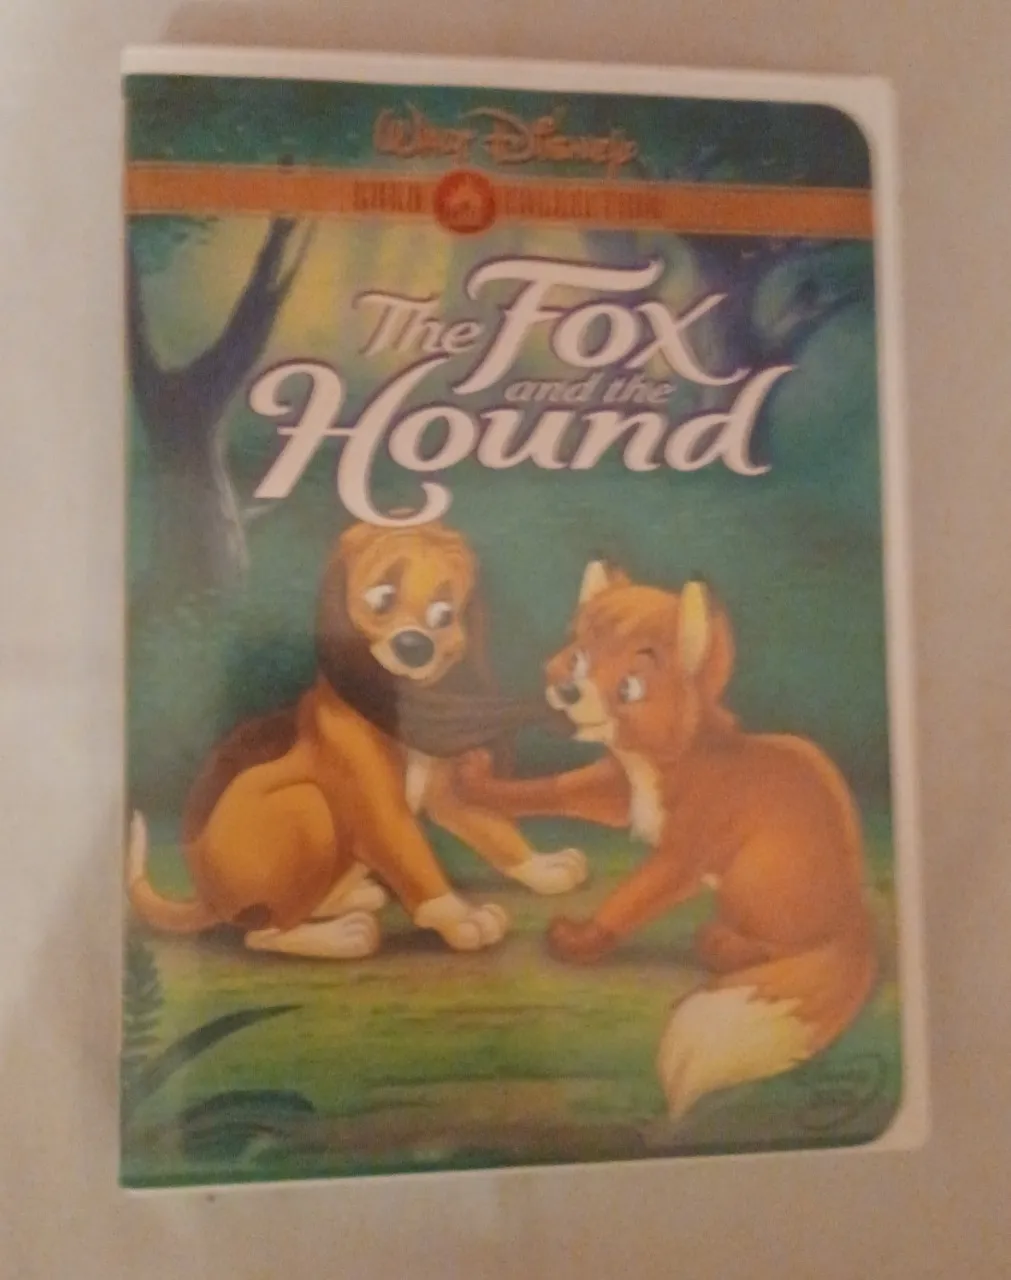 Walt Disney's
GOLD COLLECTION
The Fox
and the
Hound